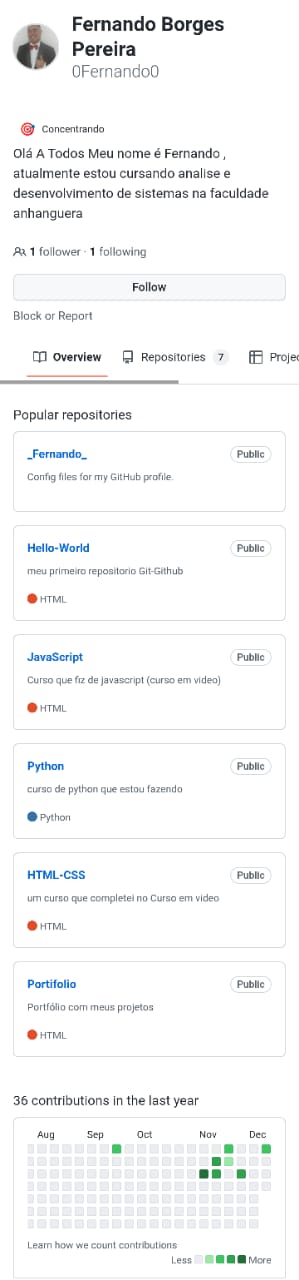 Fernando Borges
Pereira
0Fernando0
Concentrando
Olá A Todos Meu nome é Fernando ,
atualmente estou cursando analise e
desenvolvimento de sistemas na faculdade
anhanguera
1 follower · 1 following
Follow
Block or Report
Overview Repositories 7 Projec
Popular repositories
_Fernando_ Public
Config files for my GitHub profile.
Hello-World Public
meu primeiro repositorio Git-Github
HTML
JavaScript Public
Curso que fiz de javascript (curso em video)
HTML
Python Public
curso de python que estou fazendo
Python
HTML-CSS Public
um curso que completei no Curso em vídeo
HTML
Portifolio Public
Portfólio com meus projetos
HTML
36 contributions in the last year
Aug Sep Oct Nov Dec
Learn how we count contributions
Less More